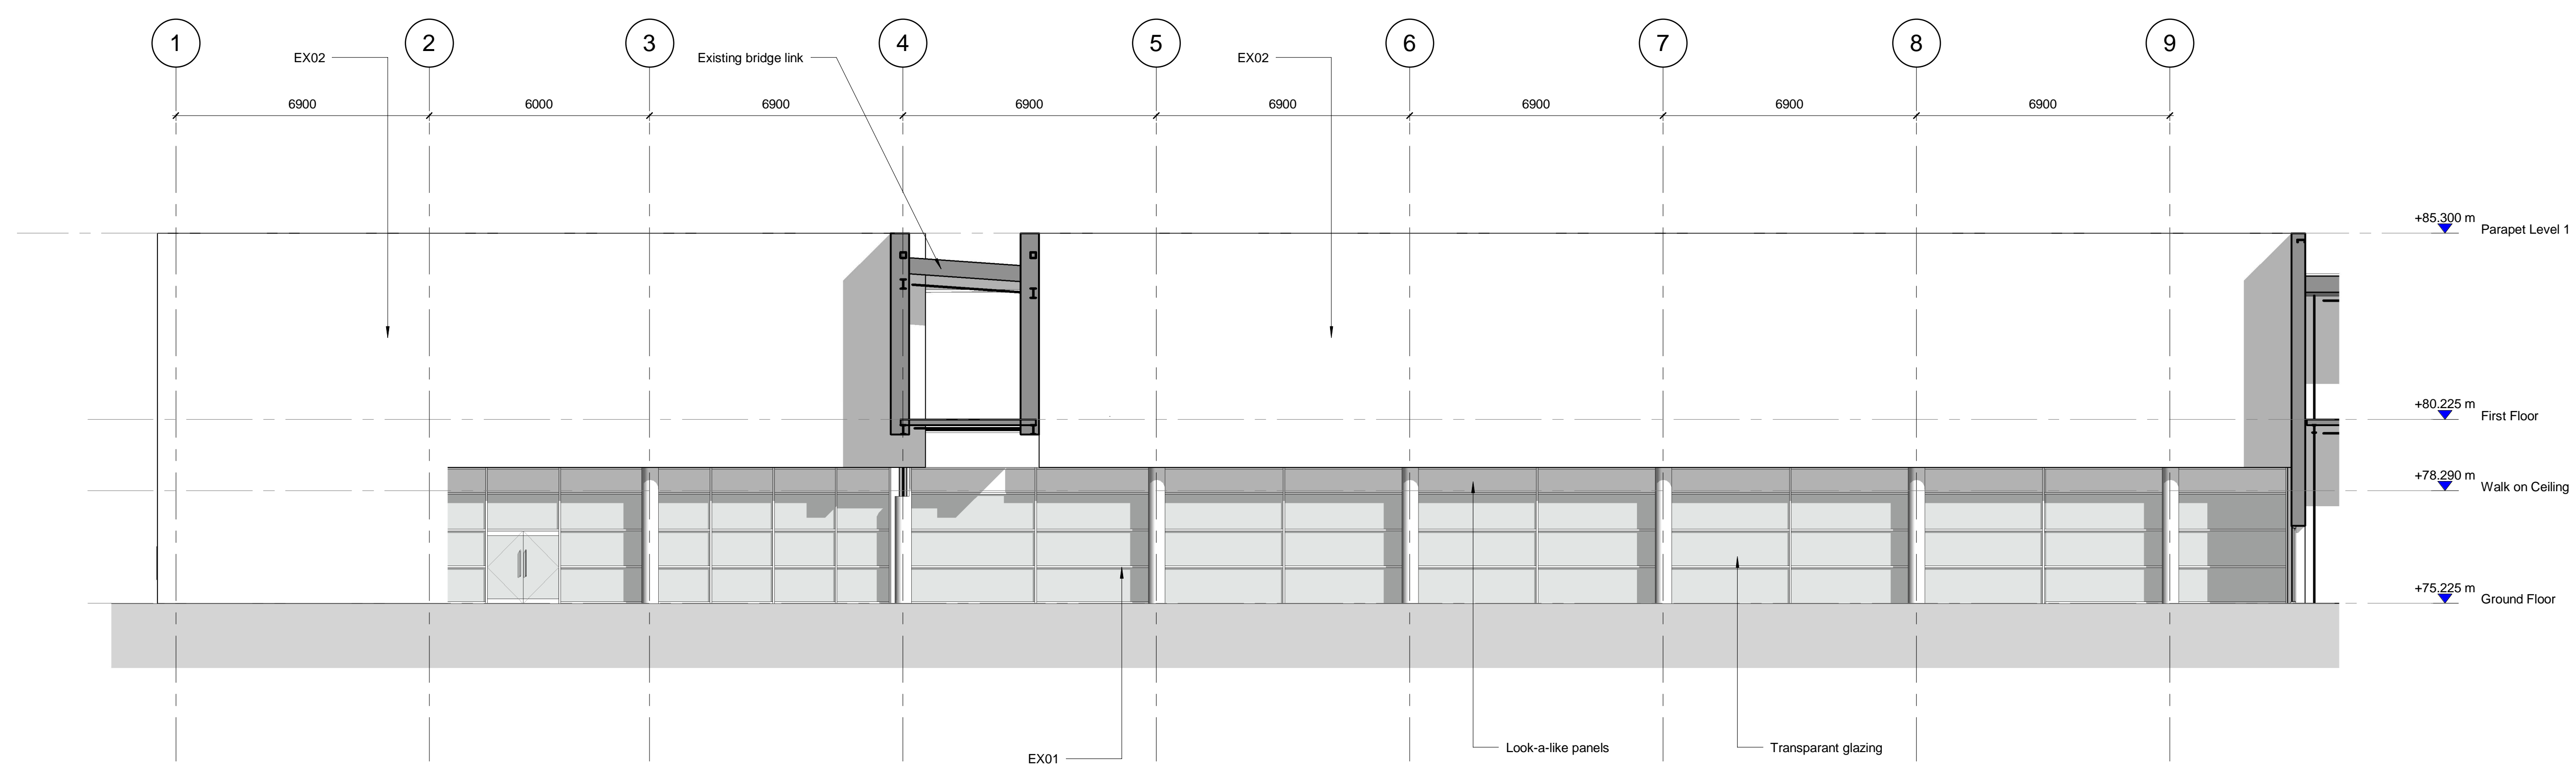 1 2 3 4 5 6 7 8 9
EX02 Existing bridge link EX02
6900 6000 6900 6900 6900 6900 6900 6900
+85.300 m Parapet Level 1
+80.225 m First Floor
+78.290 m Walk on Ceiling
+75.225 m Ground Floor
EX01 Look-a-like panels Transparant glazing